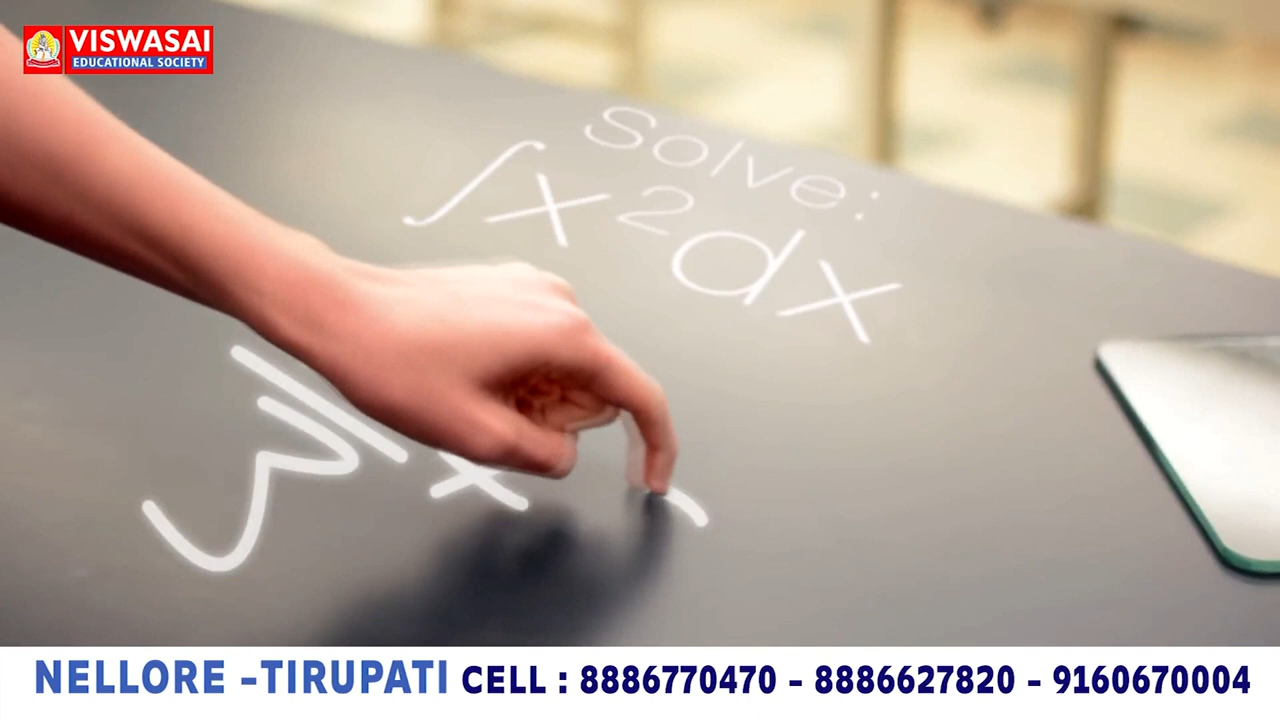 VISWASAI
EDUCATIONAL SOCIETY
Solve:
∫x²dx
NELLORE –TIRUPATI CELL : 8886770470 – 8886627820 – 9160670004